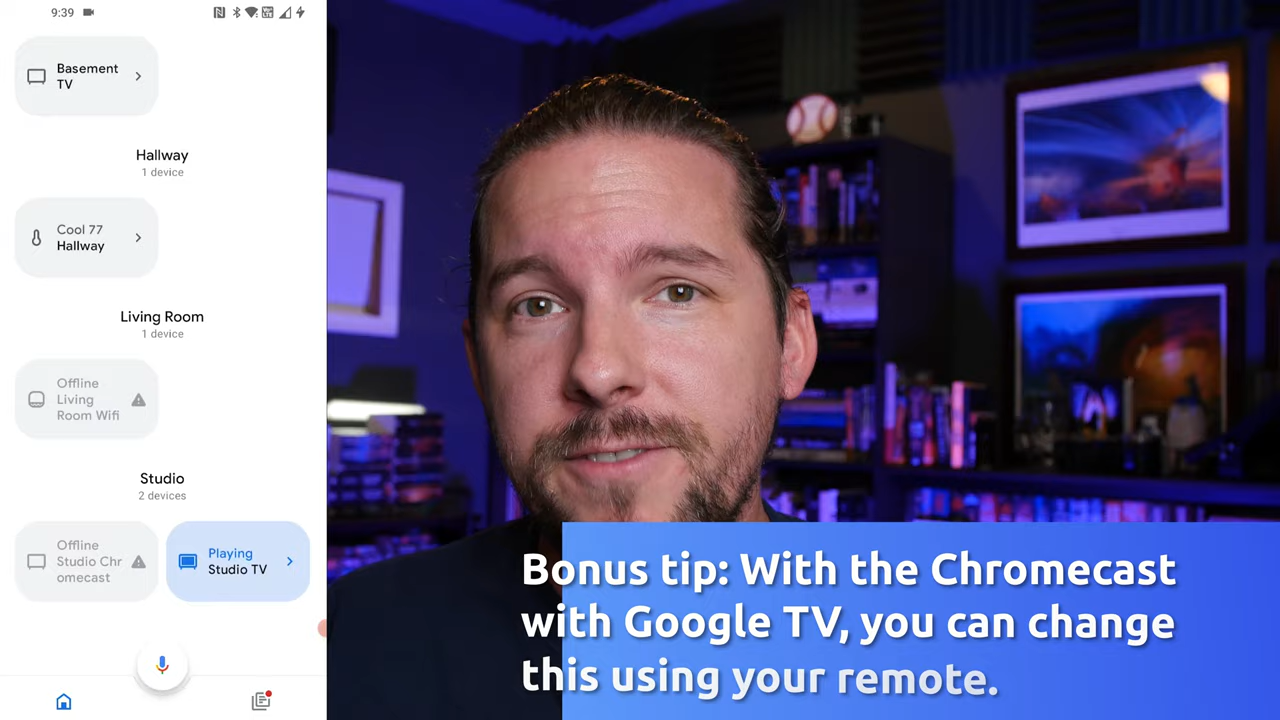 9:39
Basement
TV
Hallway
1 device
Cool 77
Hallway
Living Room
1 device
Offline
Living
Room Wifi
Studio
2 devices
Offline
Studio Chr
omecast
Playing
Studio TV
Bonus tip: With the Chromecast
with Google TV, you can change
this using your remote.